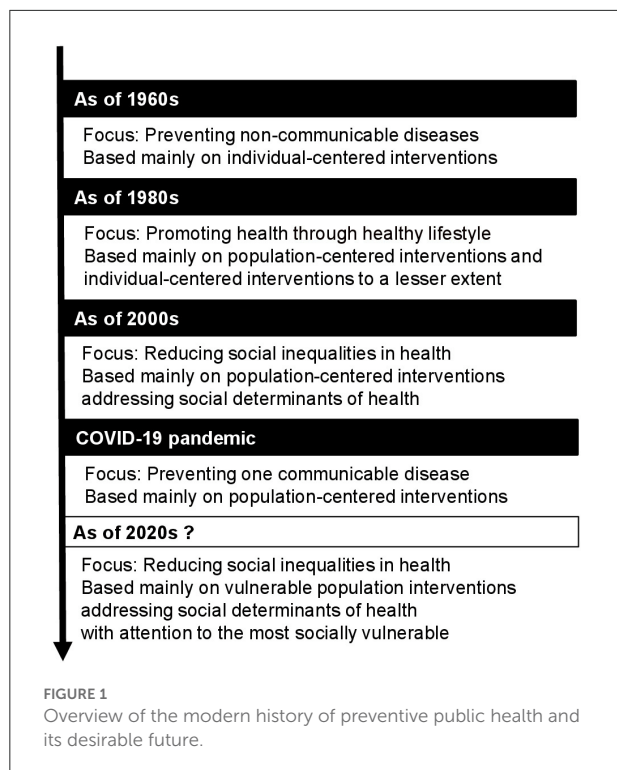 As of 1960s
Focus: Preventing non-communicable diseases
Based mainly on individual-centered interventions
As of 1980s
Focus: Promoting health through healthy lifestyle
Based mainly on population-centered interventions and
individual-centered interventions to a lesser extent
As of 2000s
Focus: Reducing social inequalities in health
Based mainly on population-centered interventions
addressing social determinants of health
COVID-19 pandemic
Focus: Preventing one communicable disease
Based mainly on population-centered interventions
As of 2020s ?
Focus: Reducing social inequalities in health
Based mainly on vulnerable population interventions
addressing social determinants of health
with attention to the most socially vulnerable
FIGURE 1
Overview of the modern history of preventive public health and
its desirable future.